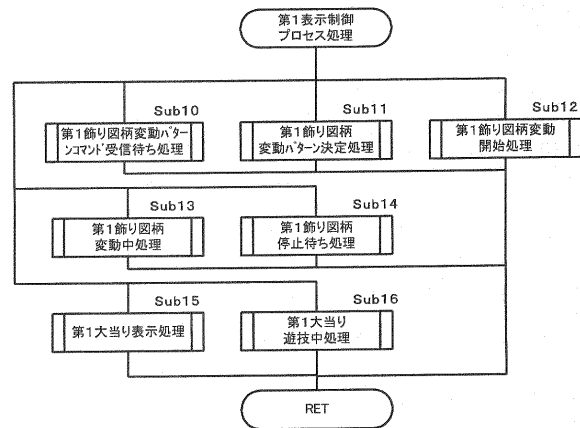 第1表示制御
プロセス処理
Sub10
第1飾り図柄変動パター
ンコマンド受信待ち処理
Sub11
第1飾り図柄
変動パターン決定処理
Sub12
第1飾り図柄変動
開始処理
Sub13
第1飾り図柄
変動中処理
Sub14
第1飾り図柄
停止待ち処理
Sub15
第1大当り表示処理
Sub16
第1大当り
遊技中処理
RET